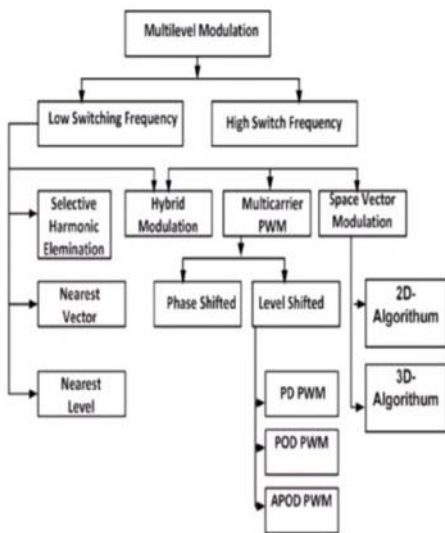 Multilevel Modulation
Low Switching Frequency
High Switch Frequency
Selective
Harmonic
Elemination
Hybrid
Modulation
Multicarrier
PWM
Space Vector
Modulation
Nearest
Vector
Phase Shifted
Level Shifted
2D-
Algorithum
Nearest
Level
PD PWM
3D-
Algorithum
POD PWM
APOD PWM